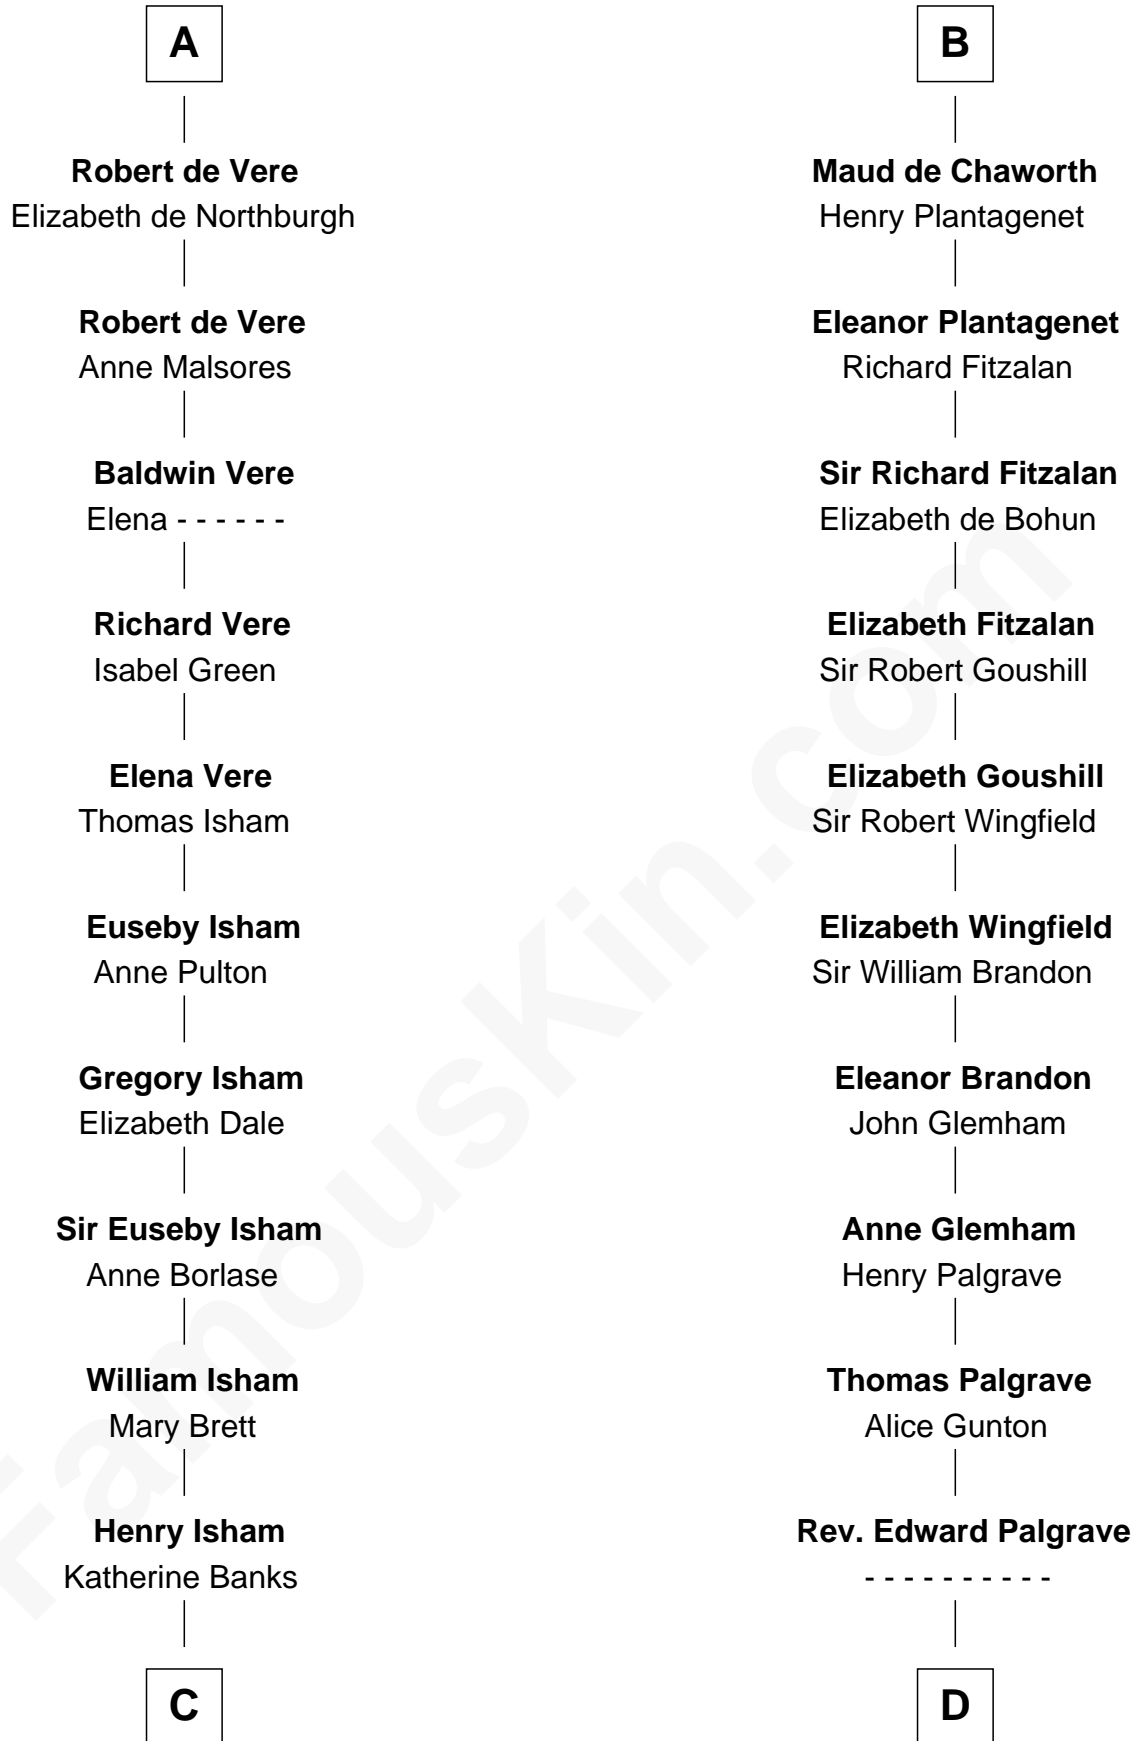 A
Robert de Vere
Elizabeth de Northburgh
Robert de Vere
Anne Malsores
Baldwin Vere
Elena - - - - - -
Richard Vere
Isabel Green
Elena Vere
Thomas Isham
Euseby Isham
Anne Pulton
Gregory Isham
Elizabeth Dale
Sir Euseby Isham
Anne Borlase
William Isham
Mary Brett
Henry Isham
Katherine Banks
C
B
Maud de Chaworth
Henry Plantagenet
Eleanor Plantagenet
Richard Fitzalan
Sir Richard Fitzalan
Elizabeth de Bohun
Elizabeth Fitzalan
Sir Robert Goushill
Elizabeth Goushill
Sir Robert Wingfield
Elizabeth Wingfield
Sir William Brandon
Eleanor Brandon
John Glemham
Anne Glemham
Henry Palgrave
Thomas Palgrave
Alice Gunton
Rev. Edward Palgrave
- - - - - - - - - -
D
FamousKin.com